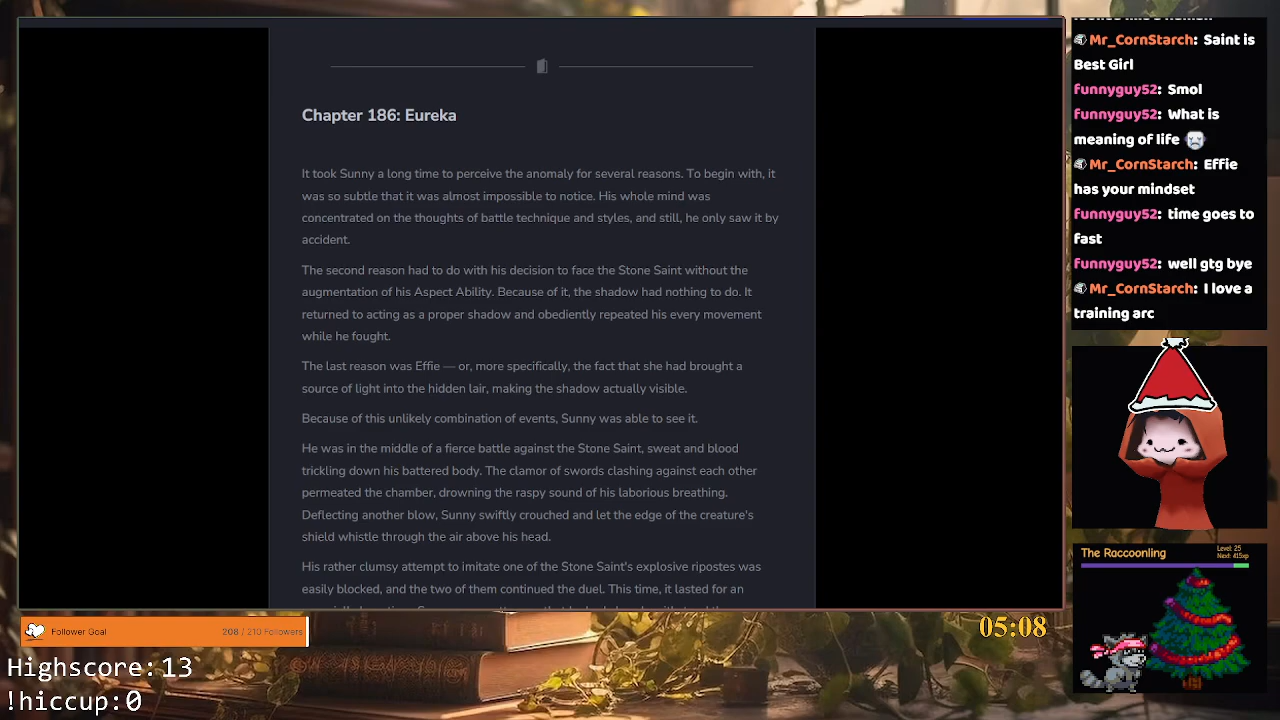 Chapter 186: Eureka
It took Sunny a long time to perceive the anomaly for several reasons. To begin with, it
was so subtle that it was almost impossible to notice. His whole mind was
concentrated on the thoughts of battle technique and styles, and still, he only saw it by
accident.
The second reason had to do with his decision to face the Stone Saint without the
augmentation of his Aspect Ability. Because of it, the shadow had nothing to do. It
returned to acting as a proper shadow and obediently repeated his every movement
while he fought.
The last reason was Effie — or, more specifically, the fact that she had brought a
source of light into the hidden lair, making the shadow actually visible.
Because of this unlikely combination of events, Sunny was able to see it.
He was in the middle of a fierce battle against the Stone Saint, sweat and blood
trickling down his battered body. The clamor of swords clashing against each other
permeated the chamber, drowning the raspy sound of his laborious breathing.
Deflecting another blow, Sunny swiftly crouched and let the edge of the creature's
shield whistle through the air above his head.
His rather clumsy attempt to imitate one of the Stone Saint's explosive ripostes was
easily blocked, and the two of them continued the duel. This time, it lasted for an
Mr_CornStarch: Saint is
Best Girl
funnyguy52: Smol
funnyguy52: What is
meaning of life
Mr_CornStarch: Effie
has your mindset
funnyguy52: time goes to
fast
funnyguy52: well gtg bye
Mr_CornStarch: I love a
training arc
The Raccoonling
Level: 25
Next: 415xp
Follower Goal
208 / 210 Followers
05:08
Highscore:13
!hiccup:0